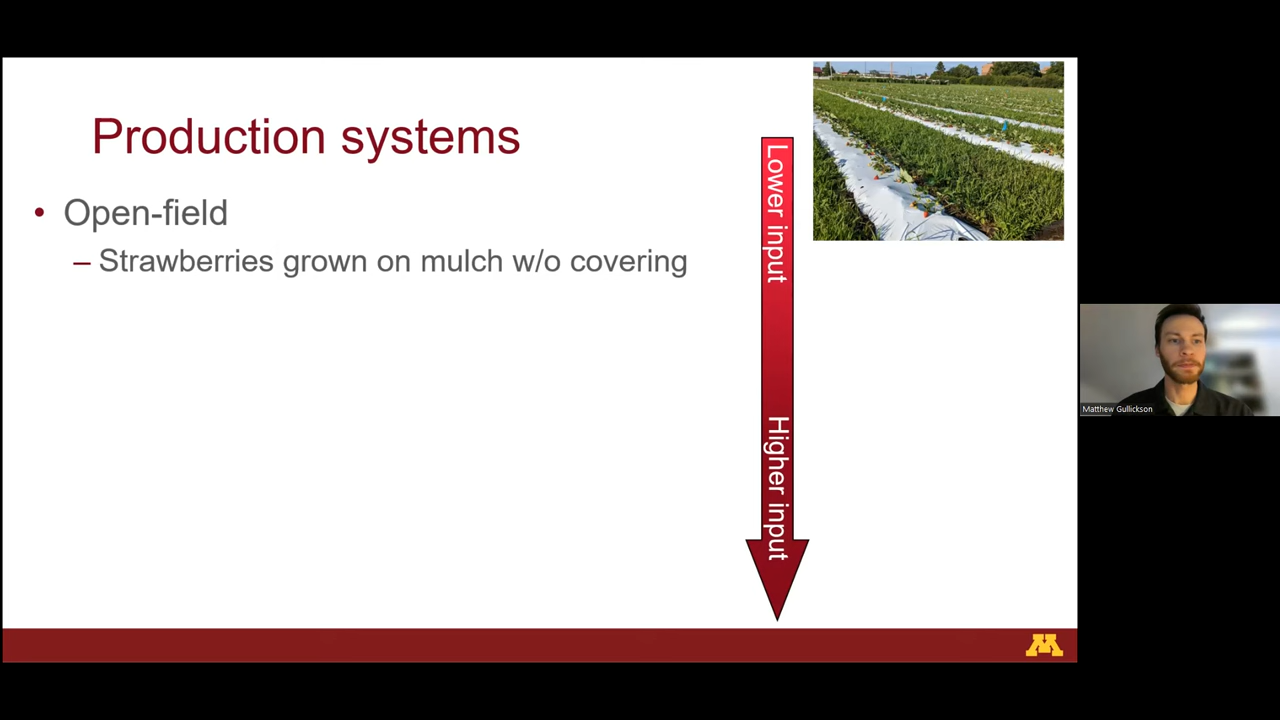 Production systems
• Open-field
– Strawberries grown on mulch w/o covering
Lower input
Higher input
Matthew Gullickson
M